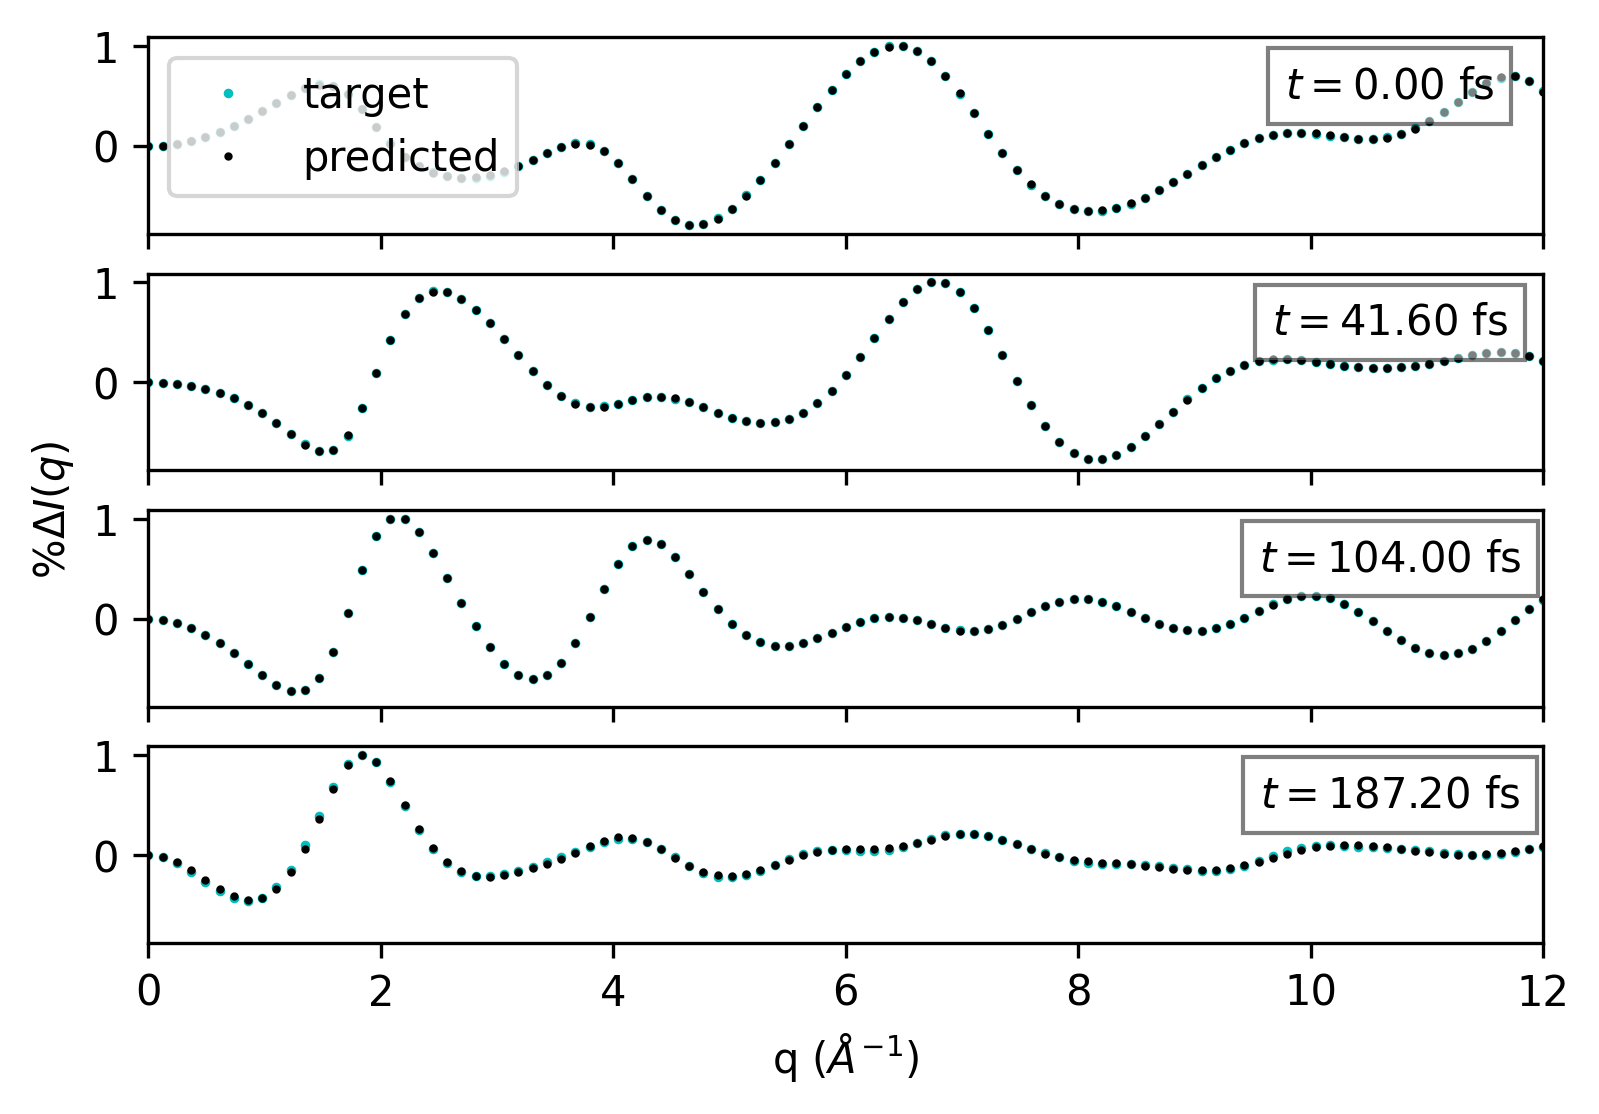 1
0
target
predicted
t = 0.00 fs
1
0
t = 41.60 fs
%ΔI(q)
1
0
t = 104.00 fs
1
0
t = 187.20 fs
0 2 4 6 8 10 12
q (Å⁻¹)